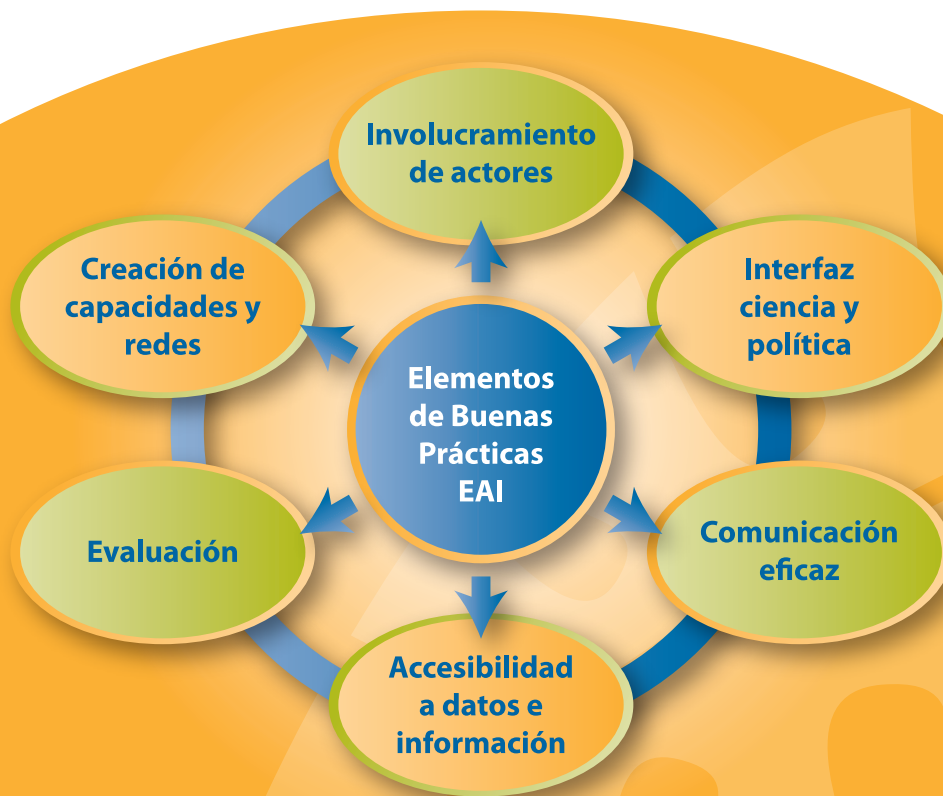 Involucramiento
de actores
Interfaz
ciencia y
política
Comunicación
eficaz
Accesibilidad
a datos e
información
Evaluación
Creación de
capacidades y
redes
Elementos
de Buenas
Prácticas
EAI